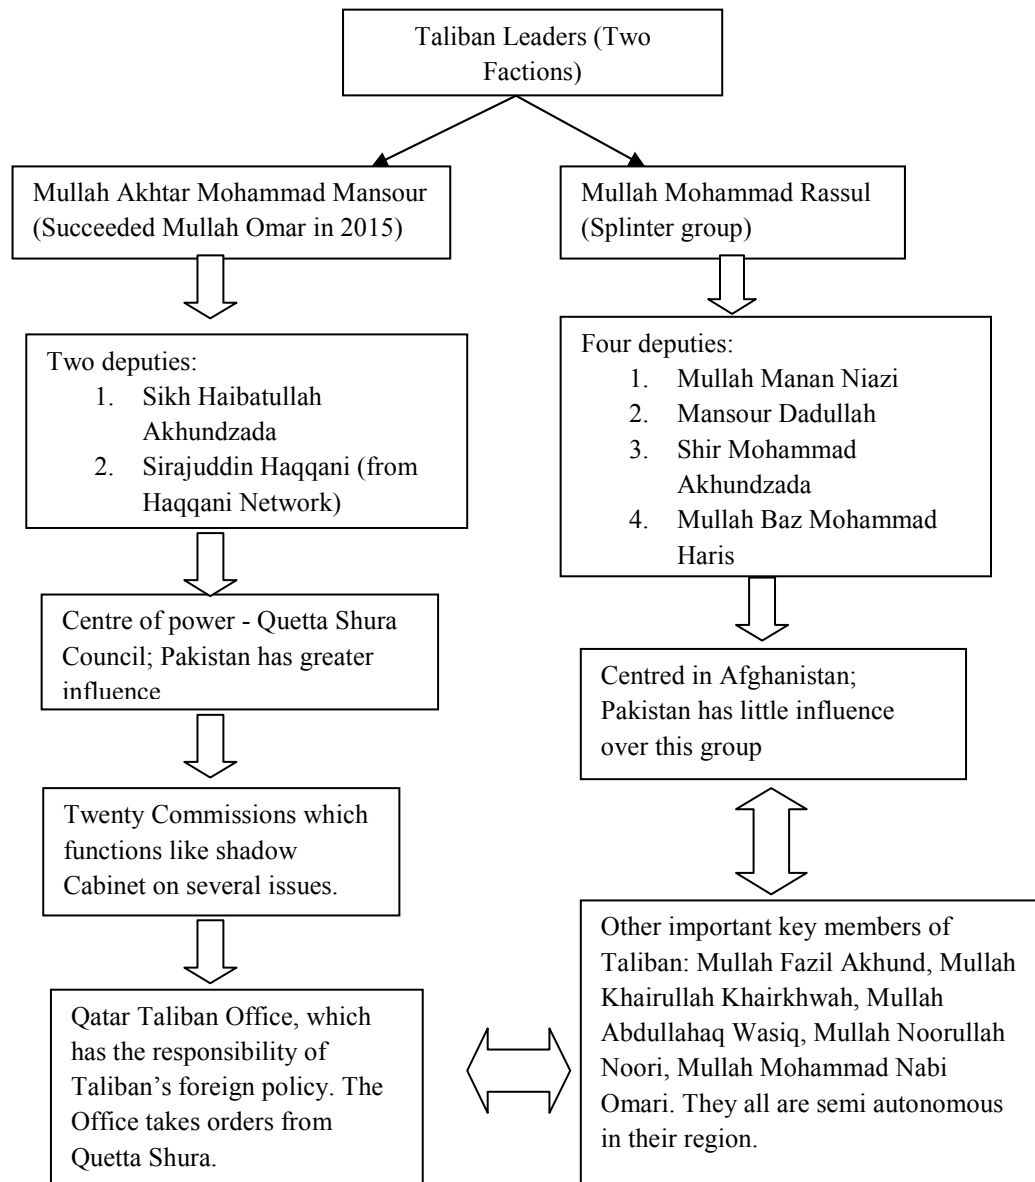 Taliban Leaders (Two
Factions)
Mullah Akhtar Mohammad Mansour
(Succeeded Mullah Omar in 2015)
Mullah Mohammad Rassul
(Splinter group)
Two deputies:
1. Sikh Haibatullah
Akhundzada
2. Sirajuddin Haqqani (from
Haqqani Network)
Four deputies:
1. Mullah Manan Niazi
2. Mansour Dadullah
3. Shir Mohammad
Akhundzada
4. Mullah Baz Mohammad
Haris
Centre of power - Quetta Shura
Council; Pakistan has greater
influence
Centred in Afghanistan;
Pakistan has little influence
over this group
Twenty Commissions which
functions like shadow
Cabinet on several issues.
Qatar Taliban Office, which
has the responsibility of
Taliban’s foreign policy. The
Office takes orders from
Quetta Shura.
Other important key members of
Taliban: Mullah Fazil Akhund, Mullah
Khairullah Khairkhwah, Mullah
Abdullahaq Wasiq, Mullah Noorullah
Noori, Mullah Mohammad Nabi
Omari. They all are semi autonomous
in their region.